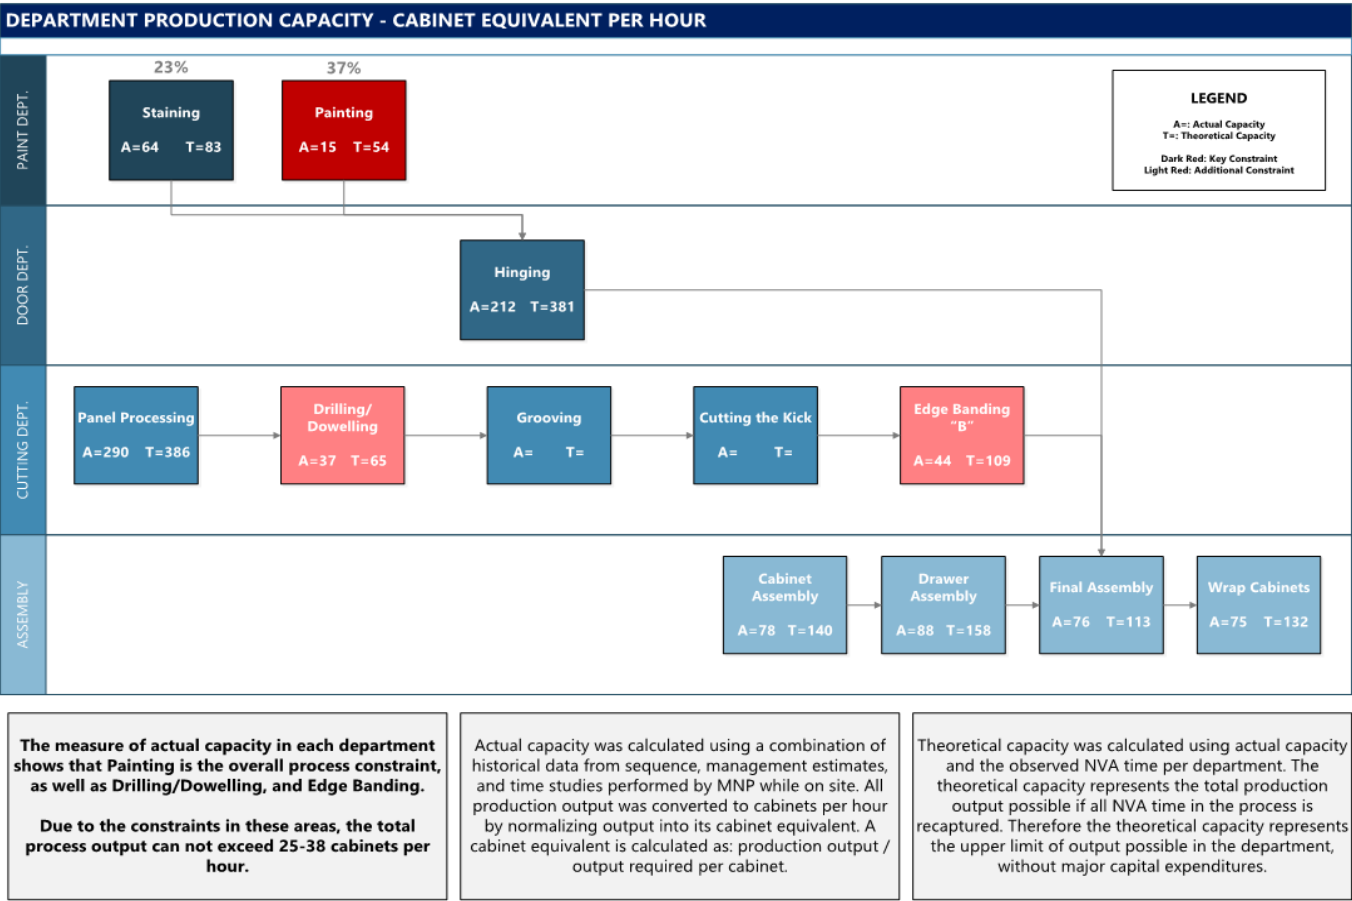 DEPARTMENT PRODUCTION CAPACITY - CABINET EQUIVALENT PER HOUR
PAINT DEPT.
23%
37%
Staining
A=64 T=83
Painting
A=15 T=54
LEGEND
A=: Actual Capacity
T=: Theoretical Capacity
Dark Red: Key Constraint
Light Red: Additional Constraint
DOOR DEPT.
Hinging
A=212 T=381
CUTTING DEPT.
Panel Processing
A=290 T=386
Drilling/
Dowelling
A=37 T=65
Grooving
A= T=
Cutting the Kick
A= T=
Edge Banding
"B"
A=44 T=109
ASSEMBLY
Cabinet
Assembly
A=78 T=140
Drawer
Assembly
A=88 T=158
Final Assembly
A=76 T=113
Wrap Cabinets
A=75 T=132
The measure of actual capacity in each department
shows that Painting is the overall process constraint,
as well as Drilling/Dowelling, and Edge Banding.
Due to the constraints in these areas, the total
process output can not exceed 25-38 cabinets per
hour.
Actual capacity was calculated using a combination of
historical data from sequence, management estimates,
and time studies performed by MNP while on site. All
production output was converted to cabinets per hour
by normalizing output into its cabinet equivalent. A
cabinet equivalent is calculated as: production output /
output required per cabinet.
Theoretical capacity was calculated using actual capacity
and the observed NVA time per department. The
theoretical capacity represents the total production
output possible if all NVA time in the process is
recaptured. Therefore the theoretical capacity represents
the upper limit of output possible in the department,
without major capital expenditures.